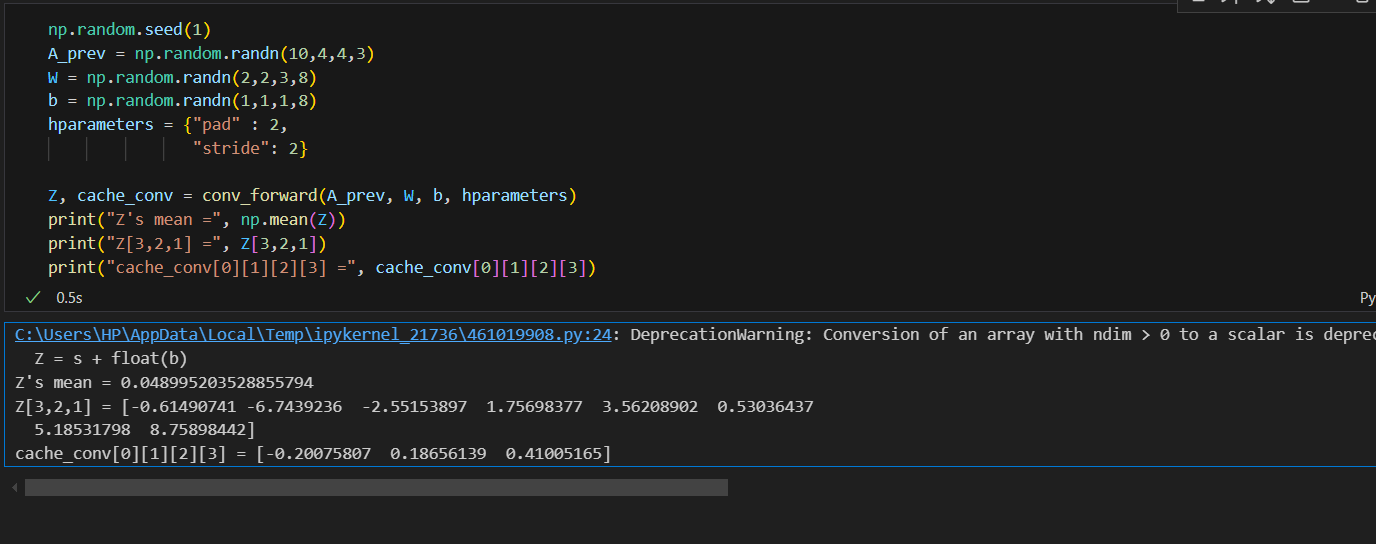 np.random.seed(1)
A_prev = np.random.randn(10,4,4,3)
W = np.random.randn(2,2,3,8)
b = np.random.randn(1,1,1,8)
hparameters = {"pad" : 2,
"stride": 2}
Z, cache_conv = conv_forward(A_prev, W, b, hparameters)
print("Z's mean =", np.mean(Z))
print("Z[3,2,1] =", Z[3,2,1])
print("cache_conv[0][1][2][3] =", cache_conv[0][1][2][3])
0.5s
Py
C:\Users\HP\AppData\Local\Temp\ipykernel_21736\461019908.py:24: DeprecationWarning: Conversion of an array with ndim > 0 to a scalar is deprec
Z = s + float(b)
Z's mean = 0.048995203528855794
Z[3,2,1] = [-0.61490741 -6.7439236 -2.55153897 1.75698377 3.56208902 0.53036437
5.18531798 8.75898442]
cache_conv[0][1][2][3] = [-0.20075807 0.18656139 0.41005165]